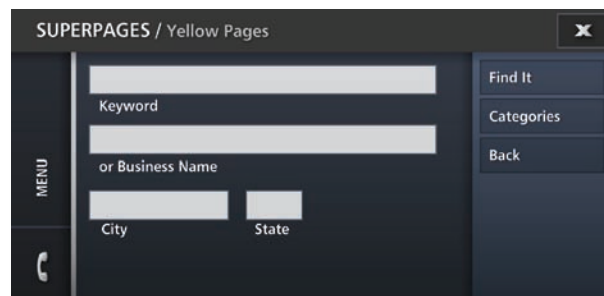 SUPERPAGES / Yellow Pages
MENU
Keyword
or Business Name
City State
Find It
Categories
Back